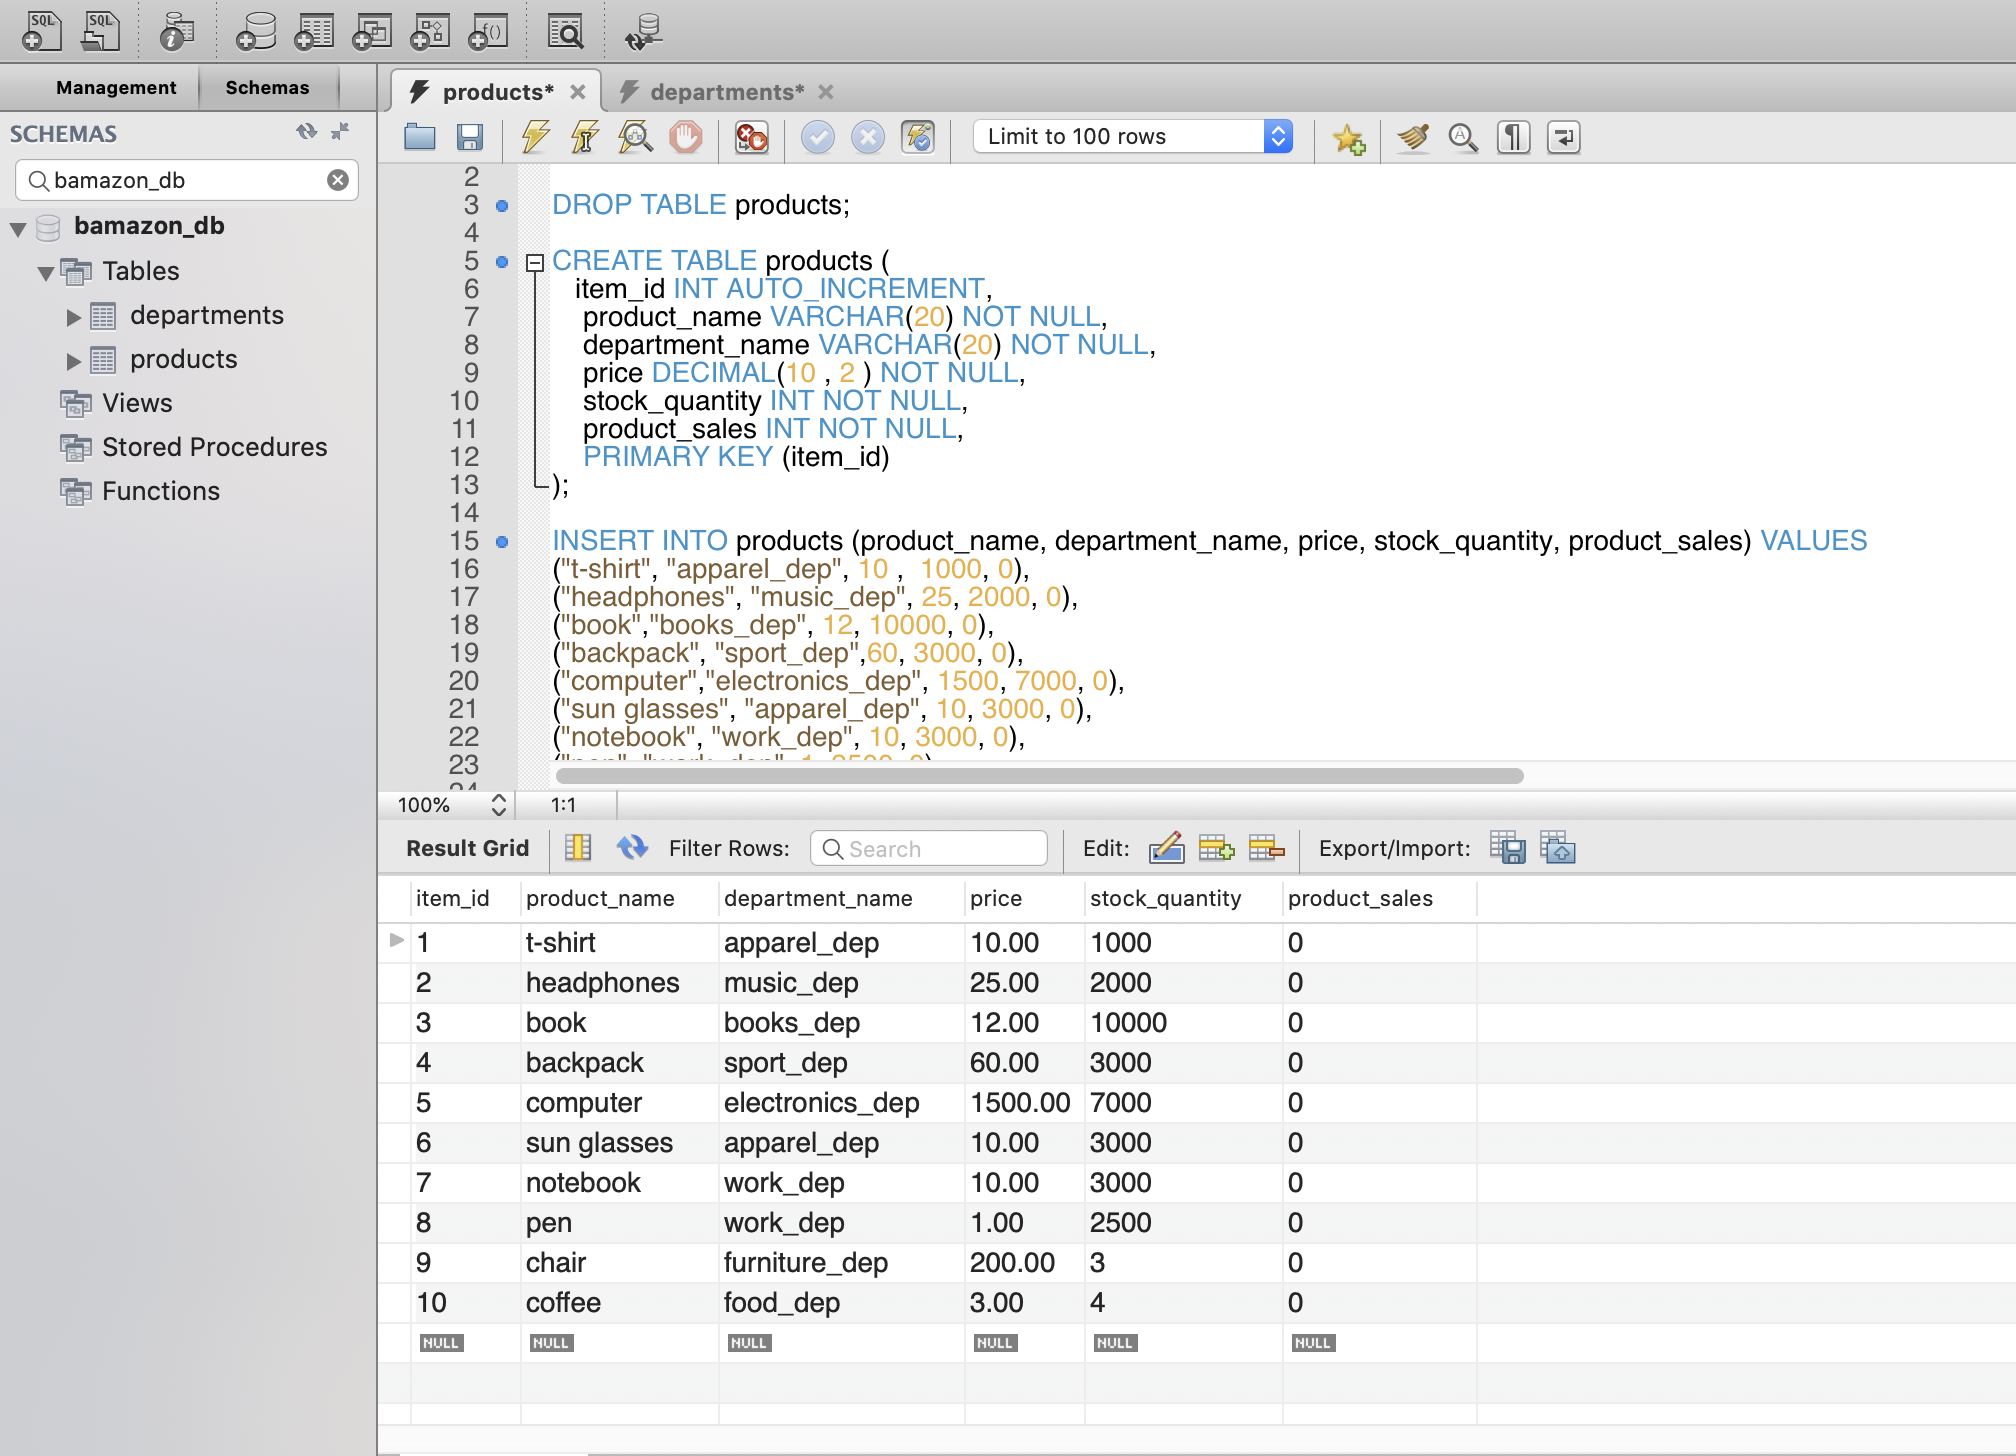 SQL SQL f()
Management Schemas
products* departments*
SCHEMAS
Limit to 100 rows
bamazon_db
bamazon_db
Tables
departments
products
Views
Stored Procedures
Functions
2
3 DROP TABLE products;
4
5 CREATE TABLE products (
6 item_id INT AUTO_INCREMENT,
7 product_name VARCHAR(20) NOT NULL,
8 department_name VARCHAR(20) NOT NULL,
9 price DECIMAL(10 , 2 ) NOT NULL,
10 stock_quantity INT NOT NULL,
11 product_sales INT NOT NULL,
12 PRIMARY KEY (item_id)
13 );
14
15 INSERT INTO products (product_name, department_name, price, stock_quantity, product_sales) VALUES
16 ("t-shirt", "apparel_dep", 10 , 1000, 0),
17 ("headphones", "music_dep", 25, 2000, 0),
18 ("book","books_dep", 12, 10000, 0),
19 ("backpack", "sport_dep",60, 3000, 0),
20 ("computer","electronics_dep", 1500, 7000, 0),
21 ("sun glasses", "apparel_dep", 10, 3000, 0),
22 ("notebook", "work_dep", 10, 3000, 0),
23 ("pen", "work_dep", 1, 2500, 0)
24
100% 1:1
Result Grid Filter Rows: Search Edit: Export/Import:
item_id product_name department_name price stock_quantity product_sales
1 t-shirt apparel_dep 10.00 1000 0
2 headphones music_dep 25.00 2000 0
3 book books_dep 12.00 10000 0
4 backpack sport_dep 60.00 3000 0
5 computer electronics_dep 1500.00 7000 0
6 sun glasses apparel_dep 10.00 3000 0
7 notebook work_dep 10.00 3000 0
8 pen work_dep 1.00 2500 0
9 chair furniture_dep 200.00 3 0
10 coffee food_dep 3.00 4 0
NULL NULL NULL NULL NULL NULL